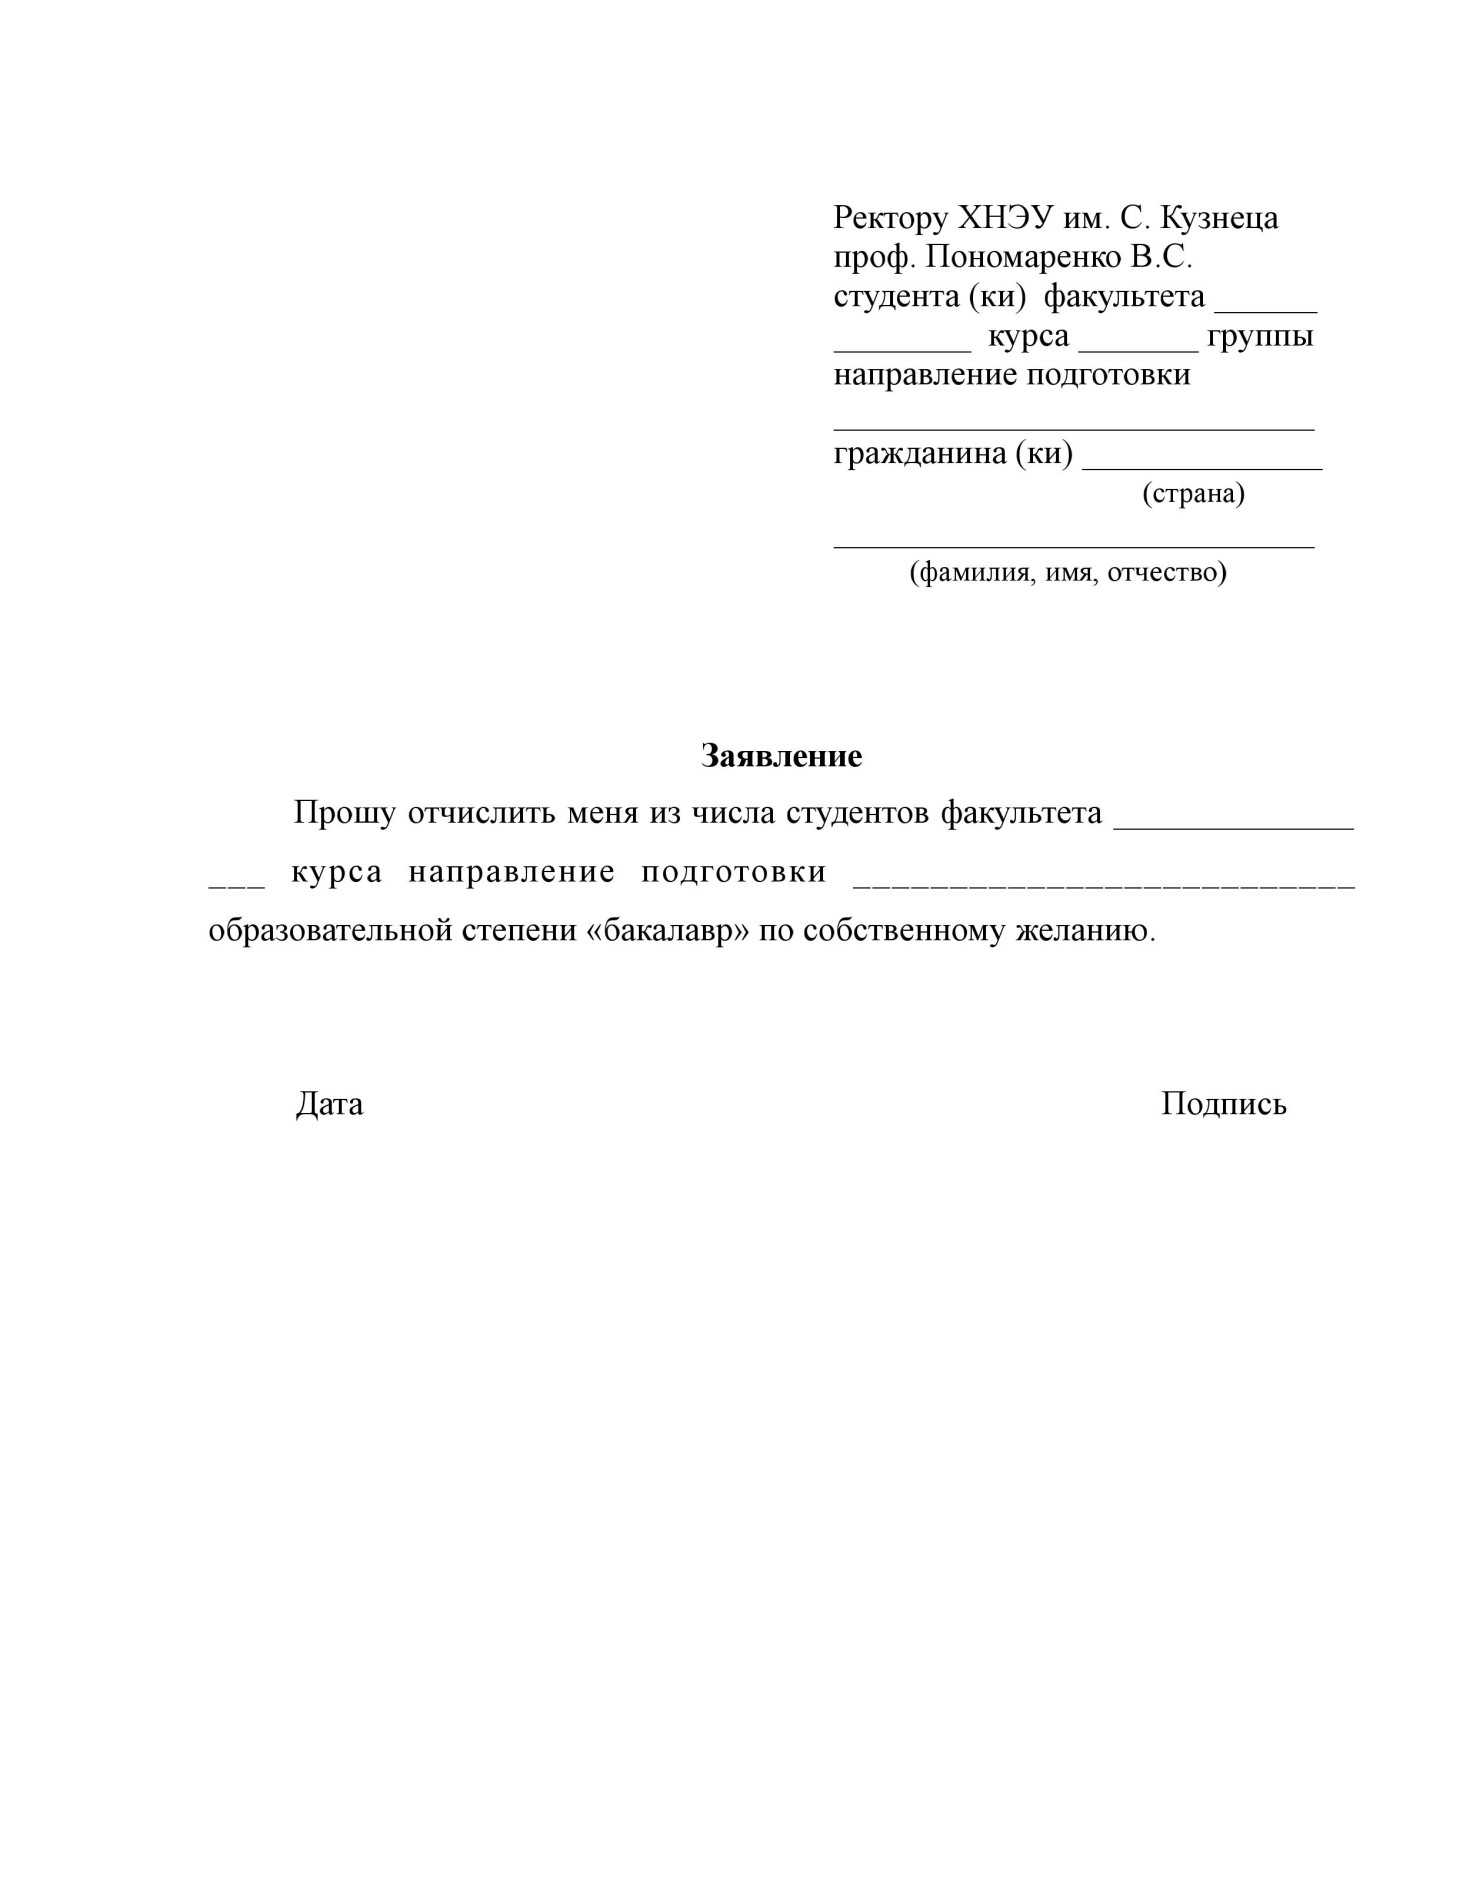 Ректору ХНЭУ им. С. Кузнеца
проф. Пономаренко В.С.
студента (ки)  факультета ______
________  курса _______ группы
направление подготовки
____________________________
гражданина (ки) ______________
(страна)
____________________________
(фамилия, имя, отчество)
Заявление
Прошу отчислить меня из числа студентов факультета ______________
___ курса направление подготовки __________________________
образовательной степени «бакалавр» по собственному желанию.
Дата Подпись